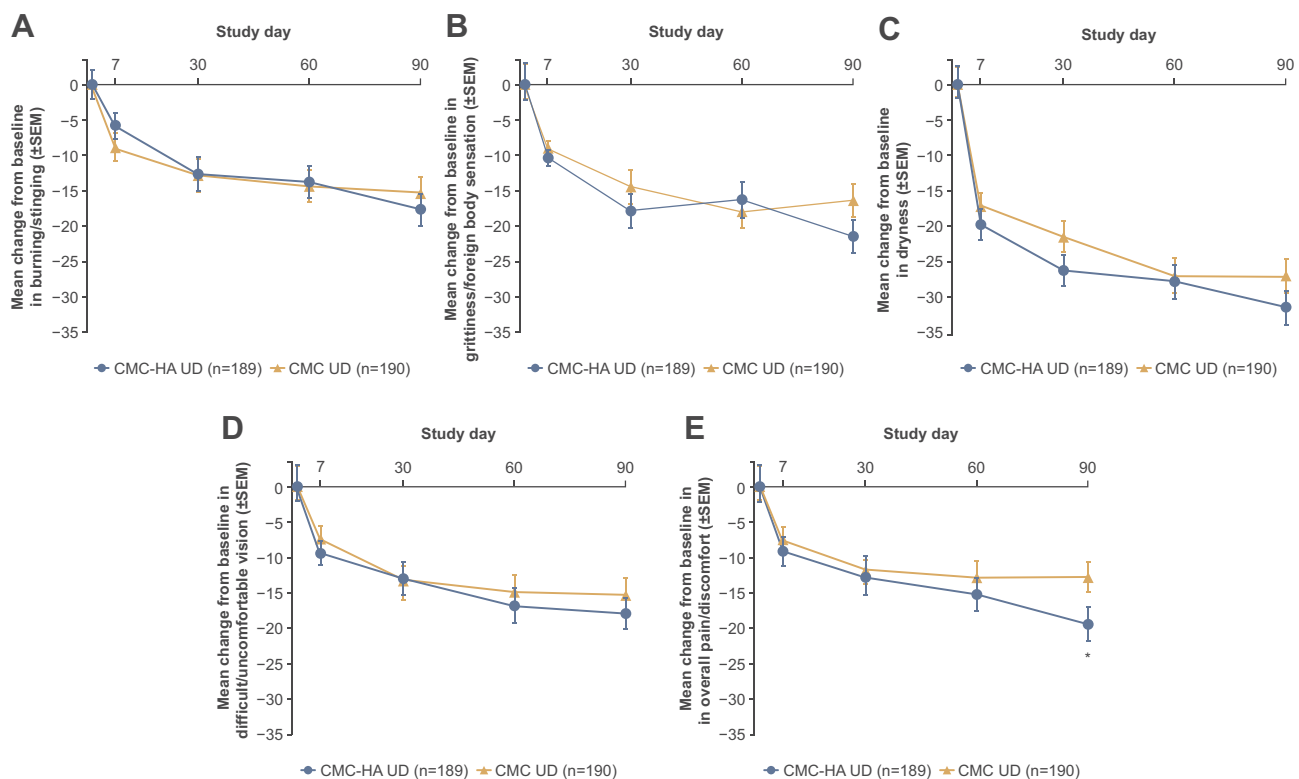 A
Study day
7 30 60 90
0
−5
−10
−15
−20
−25
−30
−35
Mean change from baseline
in burning/stinging (±SEM)
CMC-HA UD (n=189) CMC UD (n=190)
B
Study day
7 30 60 90
0
−5
−10
−15
−20
−25
−30
−35
Mean change from baseline in
grittiness/foreign body sensation (±SEM)
CMC-HA UD (n=189) CMC UD (n=190)
C
Study day
7 30 60 90
0
−5
−10
−15
−20
−25
−30
−35
Mean change from baseline
in dryness (±SEM)
CMC-HA UD (n=189) CMC UD (n=190)
D
Study day
7 30 60 90
0
−5
−10
−15
−20
−25
−30
−35
Mean change from baseline in
difficult/uncomfortable vision (±SEM)
CMC-HA UD (n=189) CMC UD (n=190)
E
Study day
7 30 60 90
0
−5
−10
−15
−20
−25
−30
−35
Mean change from baseline in
in overall pain/discomfort (±SEM)
*
CMC-HA UD (n=189) CMC UD (n=190)